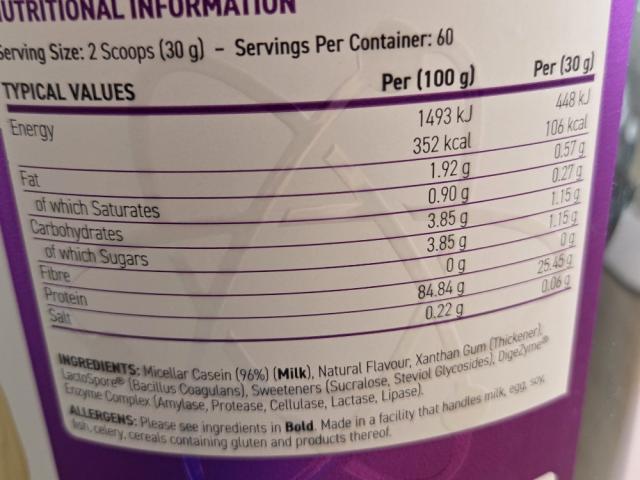 NUTRITIONAL INFORMATION
Serving Size: 2 Scoops (30 g) – Servings Per Container: 60
TYPICAL VALUES Per (100 g) Per (30 g)
Energy 1493 kJ 448 kJ
352 kcal 106 kcal
Fat 1.92 g 0.57 g
of which Saturates 0.90 g 0.27 g
Carbohydrates 3.85 g 1.15 g
of which Sugars 3.85 g 1.15 g
Fibre 0 g 0 g
Protein 84.84 g 25.45 g
Salt 0.22 g 0.06 g
INGREDIENTS: Micellar Casein (96%) (Milk), Natural Flavour, Xanthan Gum (Thickener),
LactoSpore® (Bacillus Coagulans), Sweeteners (Sucralose, Steviol Glycosides), DigeZyme®
Enzyme Complex (Amylase, Protease, Cellulase, Lactase, Lipase).
ALLERGENS: Please see ingredients in Bold. Made in a facility that handles milk, egg, soy,
fish, celery, cereals containing gluten and products thereof.